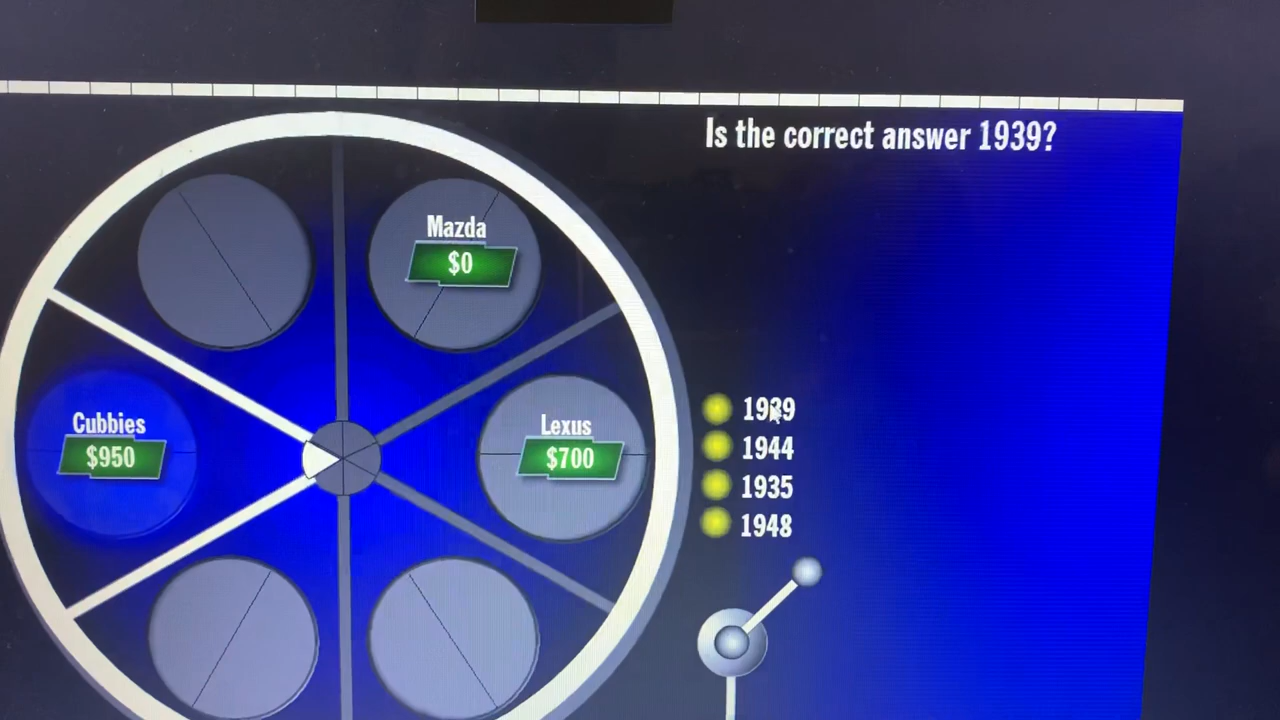 Is the correct answer 1939?
Mazda
$0
Cubbies
$950
Lexus
$700
1939
1944
1935
1948